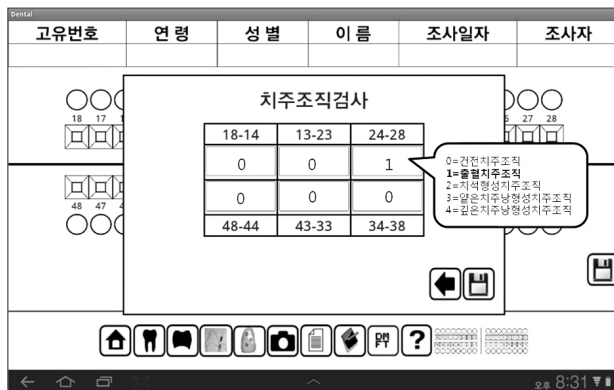 Dental
고유번호 연 령 성 별 이 름 조사일자 조사자
18 17 27 28
치주조직검사
18-14 13-23 24-28
0 0 1
0 0 0
48-44 43-33 34-38
0=건전치주조직
1=출혈치주조직
2=치석형성치주조직
3=얕은치주낭형성치주조직
4=깊은치주낭형성치주조직
48 47
DM
FT
?
오후 8:31